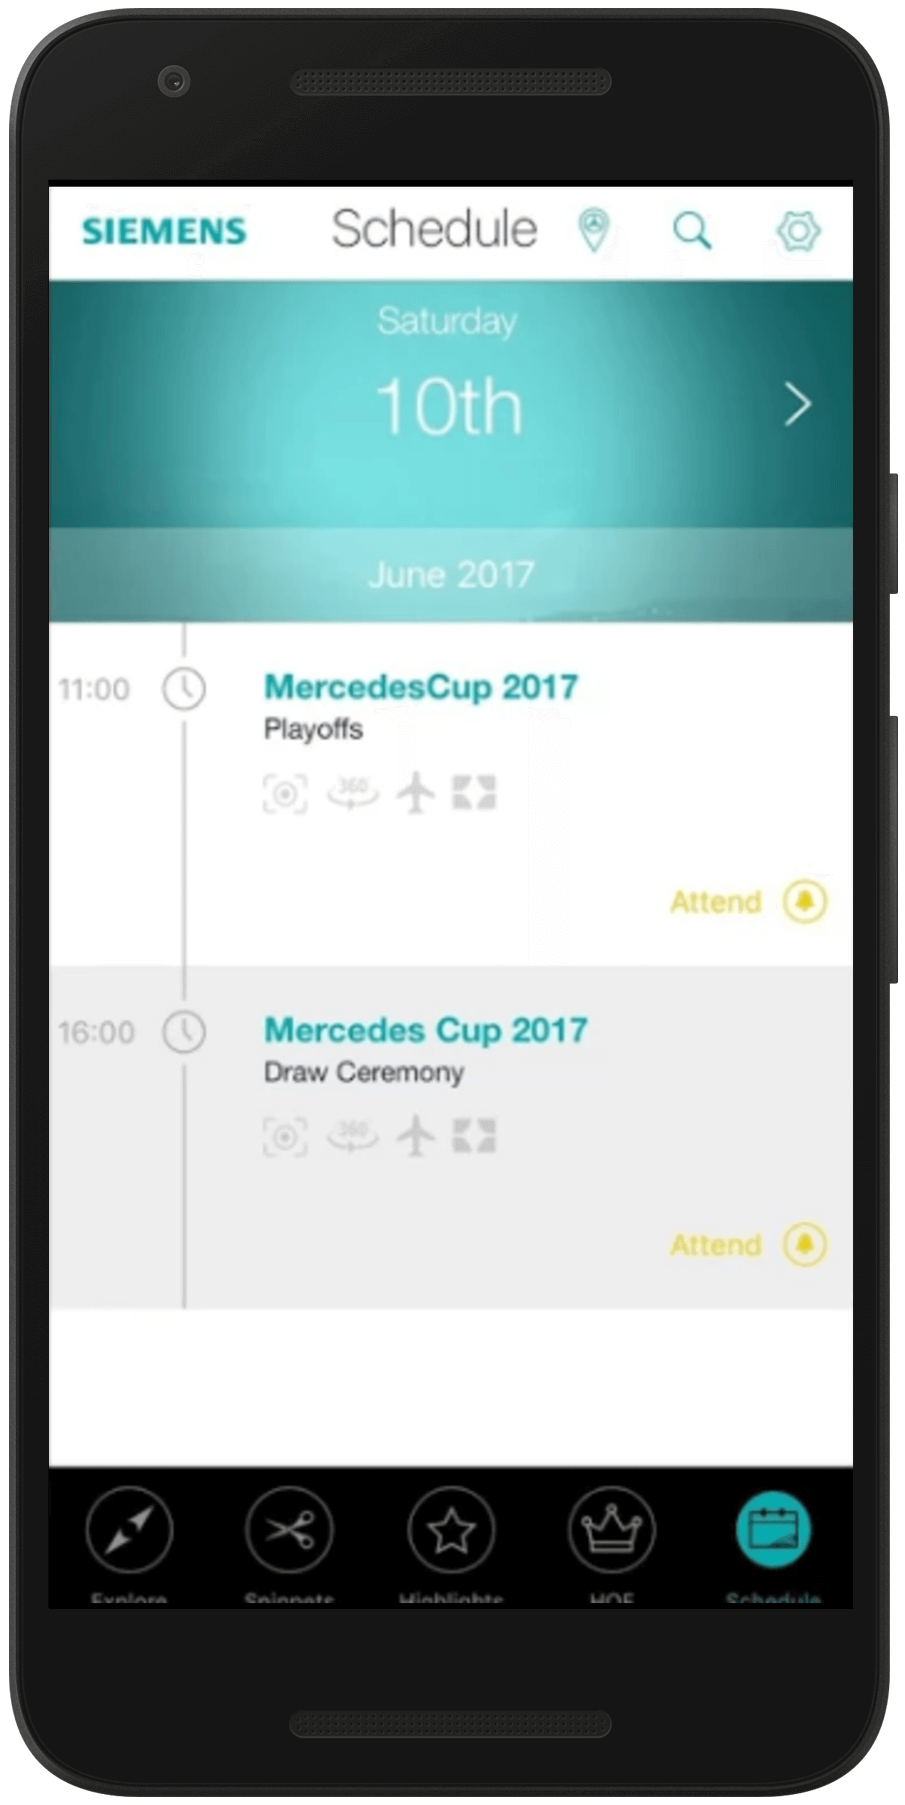 SIEMENS Schedule
Saturday
10th
June 2017
11:00 MercedesCup 2017
Playoffs
360°
Attend
16:00 Mercedes Cup 2017
Draw Ceremony
360°
Attend
Explore Snippets Highlights HOF Schedule